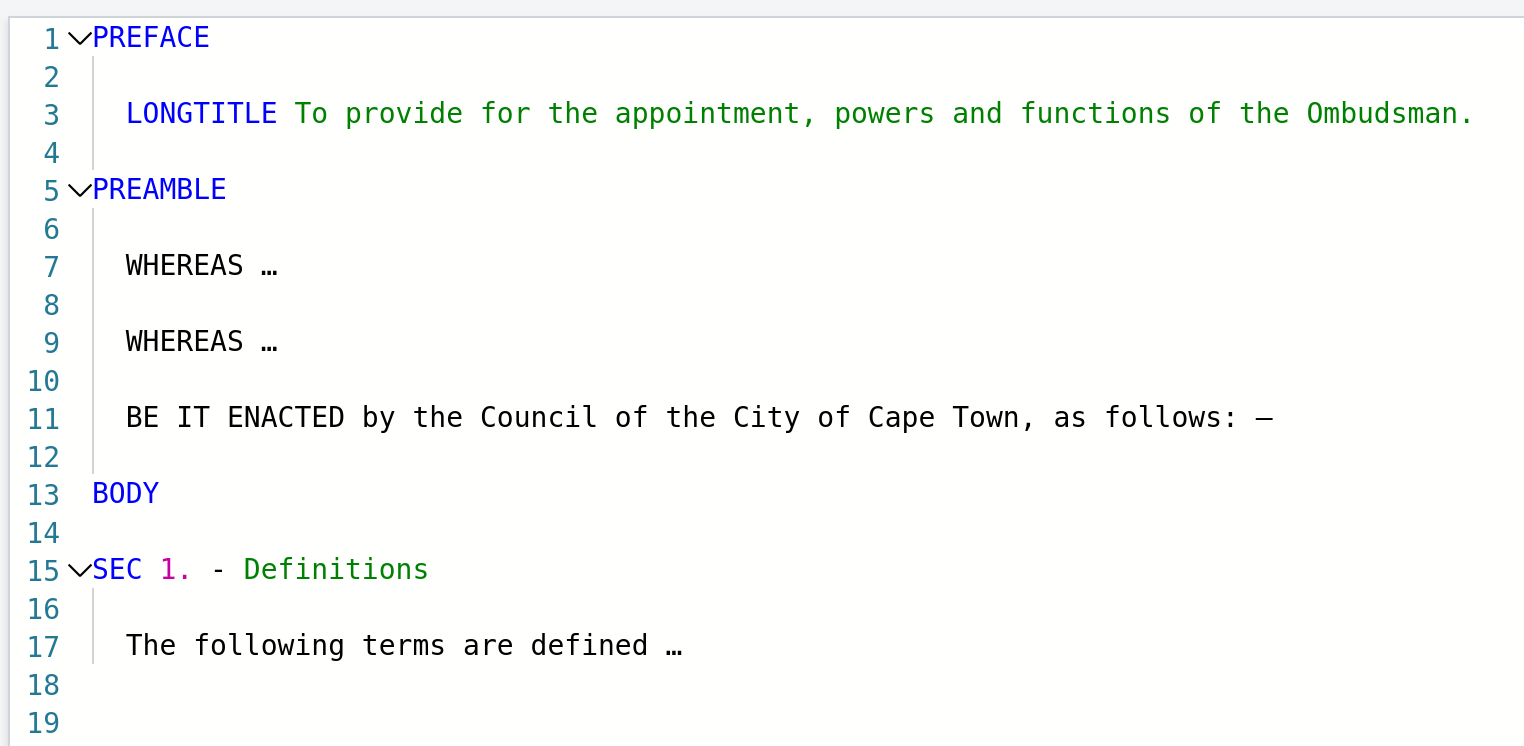 1 PREFACE
2
3 LONGTITLE To provide for the appointment, powers and functions of the Ombudsman.
4
5 PREAMBLE
6
7 WHEREAS …
8
9 WHEREAS …
10
11 BE IT ENACTED by the Council of the City of Cape Town, as follows: –
12
13 BODY
14
15 SEC 1. - Definitions
16
17 The following terms are defined …
18
19